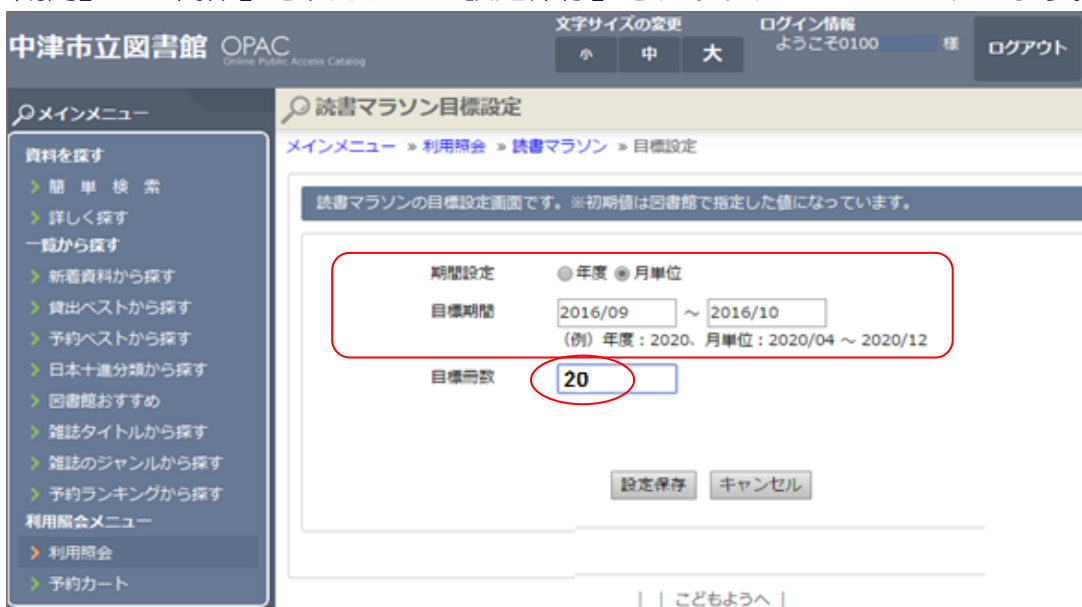 中津市立図書館 OPAC
Online Public Access Catalog
文字サイズの変更
小 中 大
ログイン情報
ようこそ0100 様
ログアウト
メインメニュー
資料を探す
簡 単 検 索
詳しく探す
一覧から探す
新着資料から探す
貸出ベストから探す
予約ベストから探す
日本十進分類から探す
図書館おすすめ
雑誌タイトルから探す
雑誌のジャンルから探す
予約ランキングから探す
利用照会メニュー
利用照会
予約カート
読書マラソン目標設定
メインメニュー » 利用照会 » 読書マラソン » 目標設定
読書マラソンの目標設定画面です。※初期値は図書館で指定した値になっています。
期間設定 年度 月単位
目標期間 2016/09 ～ 2016/10
（例）年度：2020、月単位：2020/04 ～ 2020/12
目標冊数 20
設定保存 キャンセル
| | こどもようへ |